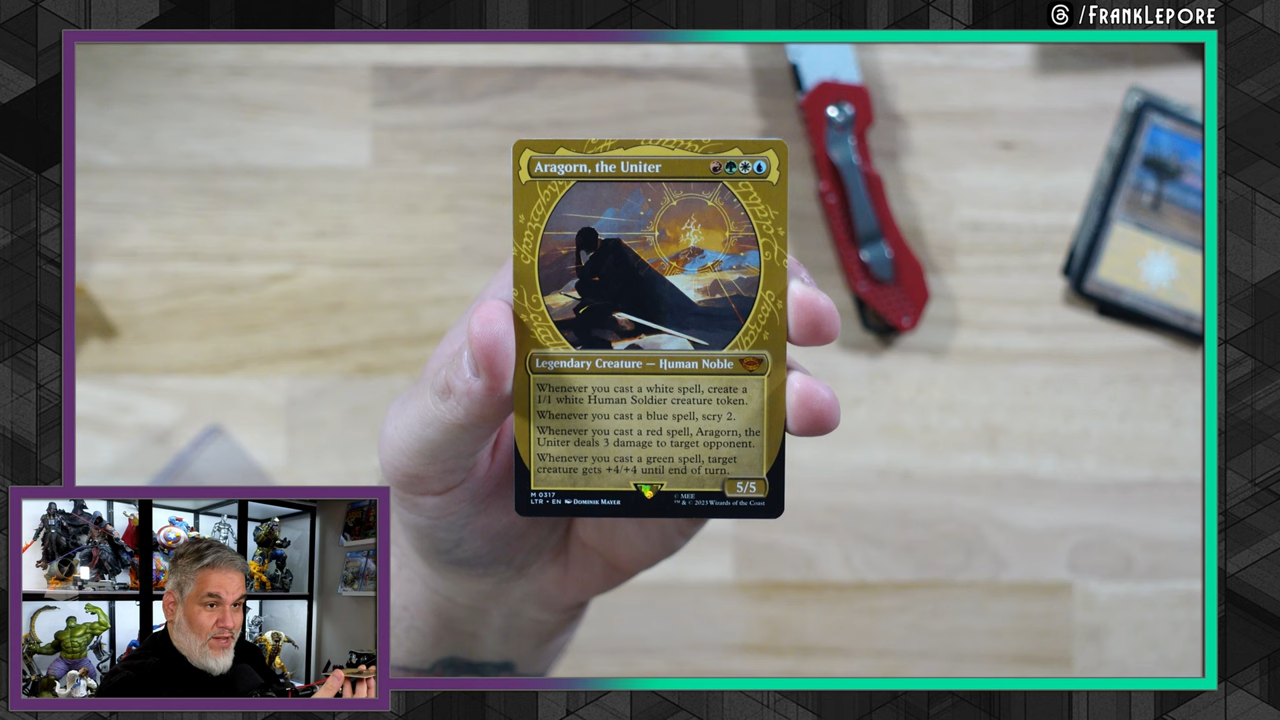 /FrankLepore
Aragorn, the Uniter
Legendary Creature — Human Noble
Whenever you cast a white spell, create a
1/1 white Human Soldier creature token.
Whenever you cast a blue spell, scry 2.
Whenever you cast a red spell, Aragorn, the
Uniter deals 3 damage to target opponent.
Whenever you cast a green spell, target
creature gets +4/+4 until end of turn.
5/5
M 0317
LTR • EN Dominik Mayer
© MEE
™ & © 2023 Wizards of the Coast